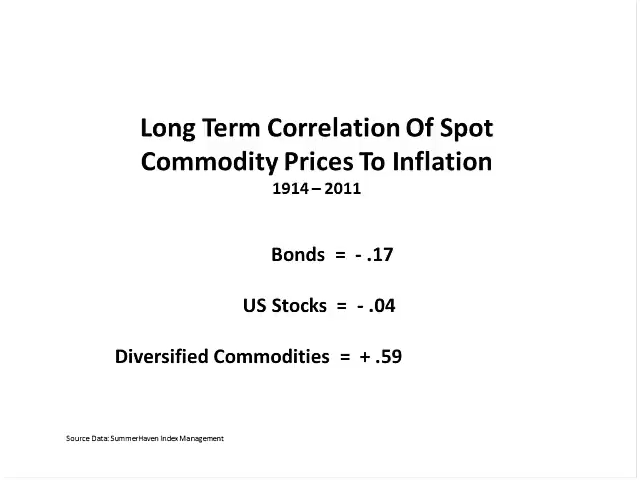 Long Term Correlation Of Spot
Commodity Prices To Inflation
1914 – 2011
Bonds = - .17
US Stocks = - .04
Diversified Commodities = + .59
Source Data: SummerHaven Index Management